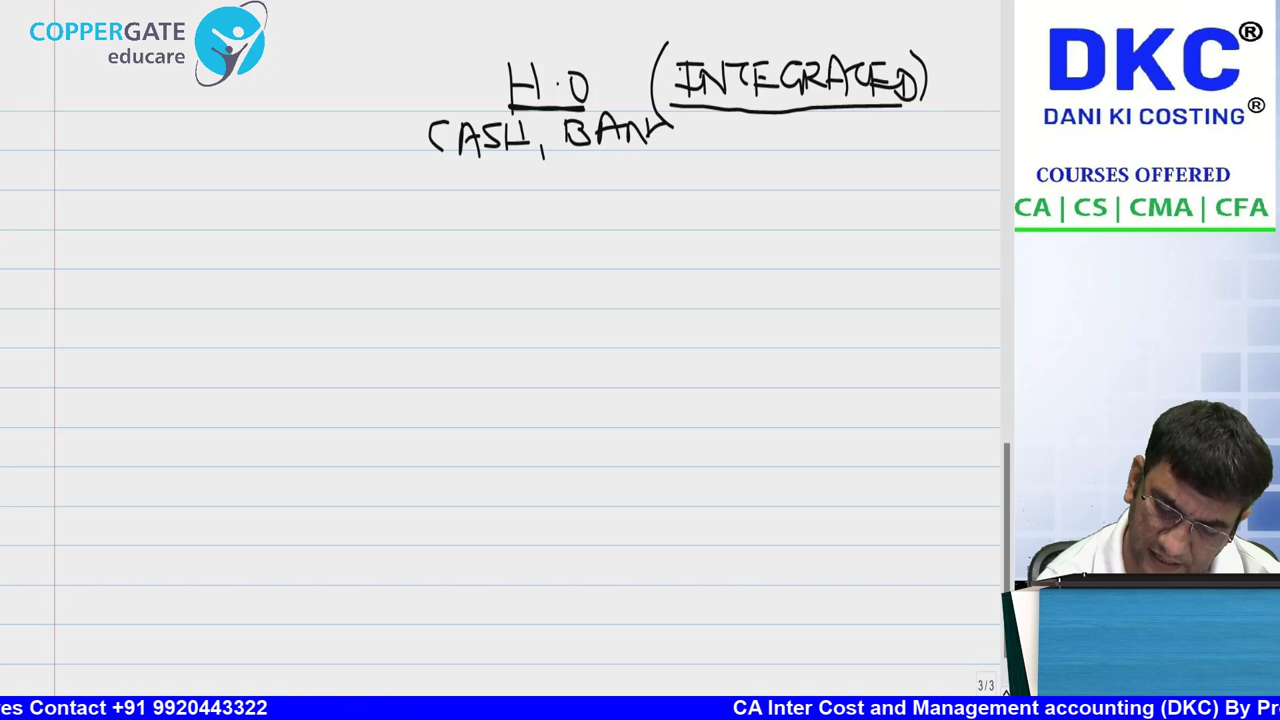 COPPERGATE
educare
H.O (INTEGRATED)
CASH, BANK
DKC®
DANI KI COSTING®
COURSES OFFERED
CA | CS | CMA | CFA
3/3
ves Contact +91 9920443322
CA Inter Cost and Management accounting (DKC) By Pr